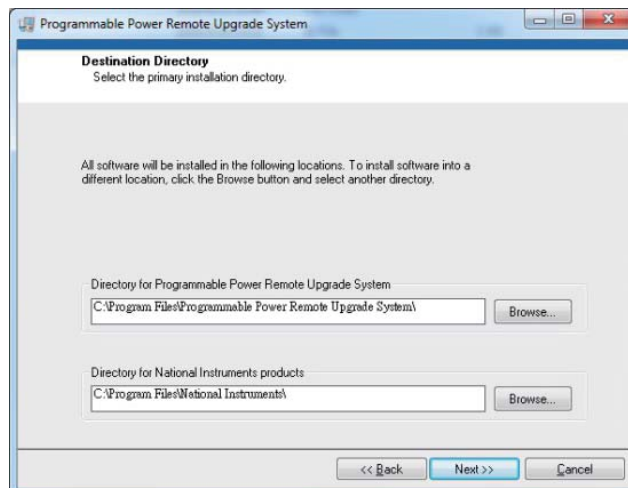 Programmable Power Remote Upgrade System
Destination Directory
Select the primary installation directory.
All software will be installed in the following locations. To install software into a
different location, click the Browse button and select another directory.
Directory for Programmable Power Remote Upgrade System
C:\Program Files\Programmable Power Remote Upgrade System\
Browse...
Directory for National Instruments products
C:\Program Files\National Instruments\
Browse...
<< Back
Next >>
Cancel